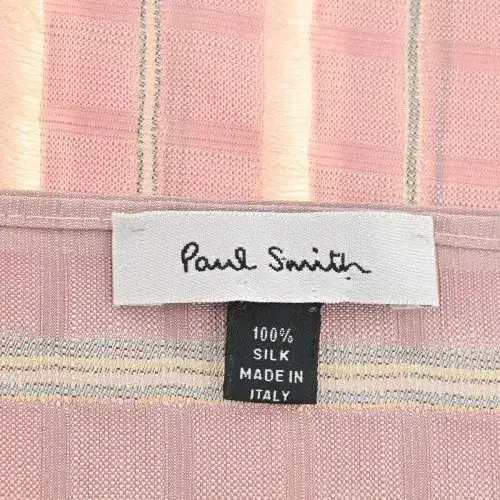 Paul Smith
100%
SILK
MADE IN
ITALY